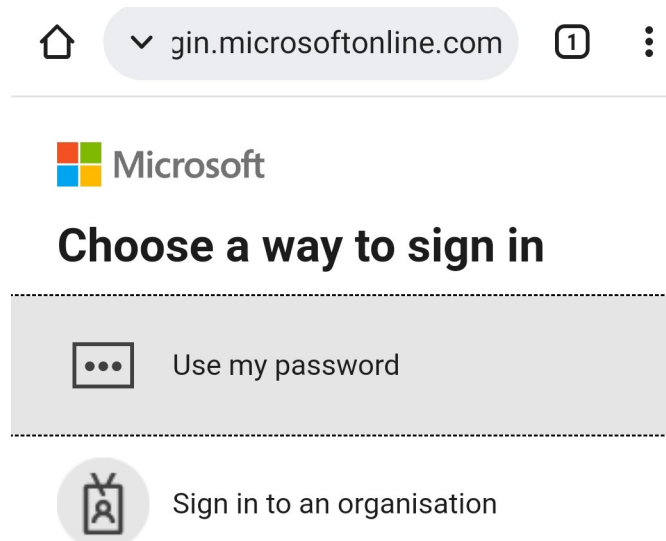 gin.microsoftonline.com
1
Microsoft
Choose a way to sign in
Use my password
Sign in to an organisation